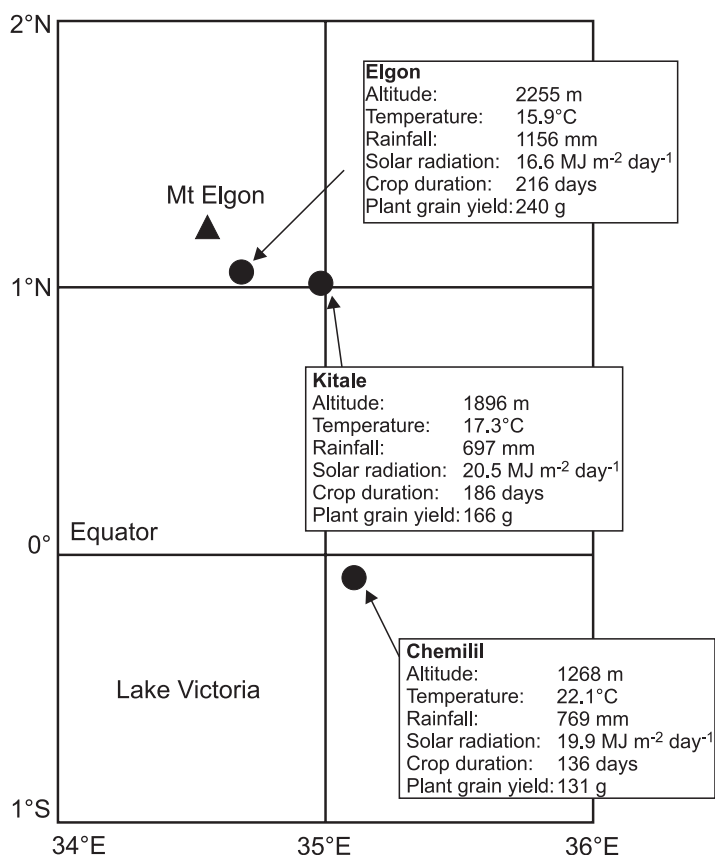 2°N
Elgon
Altitude: 2255 m
Temperature: 15.9°C
Rainfall: 1156 mm
Solar radiation: 16.6 MJ m⁻² day⁻¹
Crop duration: 216 days
Plant grain yield: 240 g
Mt Elgon
1°N
Kitale
Altitude: 1896 m
Temperature: 17.3°C
Rainfall: 697 mm
Solar radiation: 20.5 MJ m⁻² day⁻¹
Crop duration: 186 days
Plant grain yield: 166 g
Equator
0°
Chemilil
Altitude: 1268 m
Temperature: 22.1°C
Rainfall: 769 mm
Solar radiation: 19.9 MJ m⁻² day⁻¹
Crop duration: 136 days
Plant grain yield: 131 g
Lake Victoria
1°S
34°E 35°E 36°E